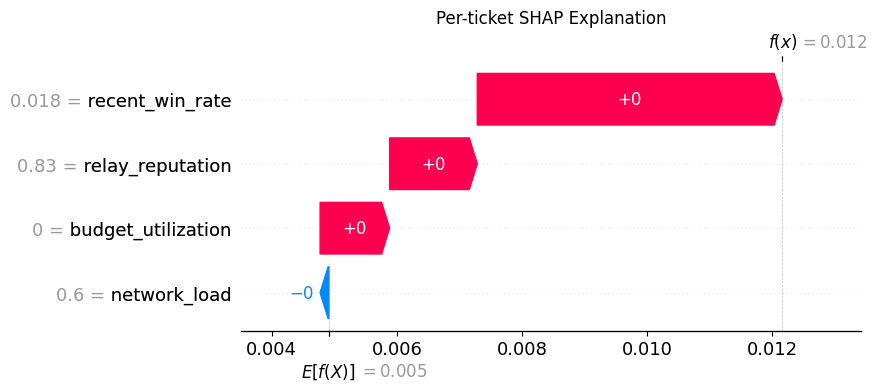 Per-ticket SHAP Explanation
f(x) = 0.012
0.018 = recent_win_rate
+0
0.83 = relay_reputation
+0
0 = budget_utilization
+0
0.6 = network_load
−0
0.004 0.006 0.008 0.010 0.012
E[f(X)] = 0.005